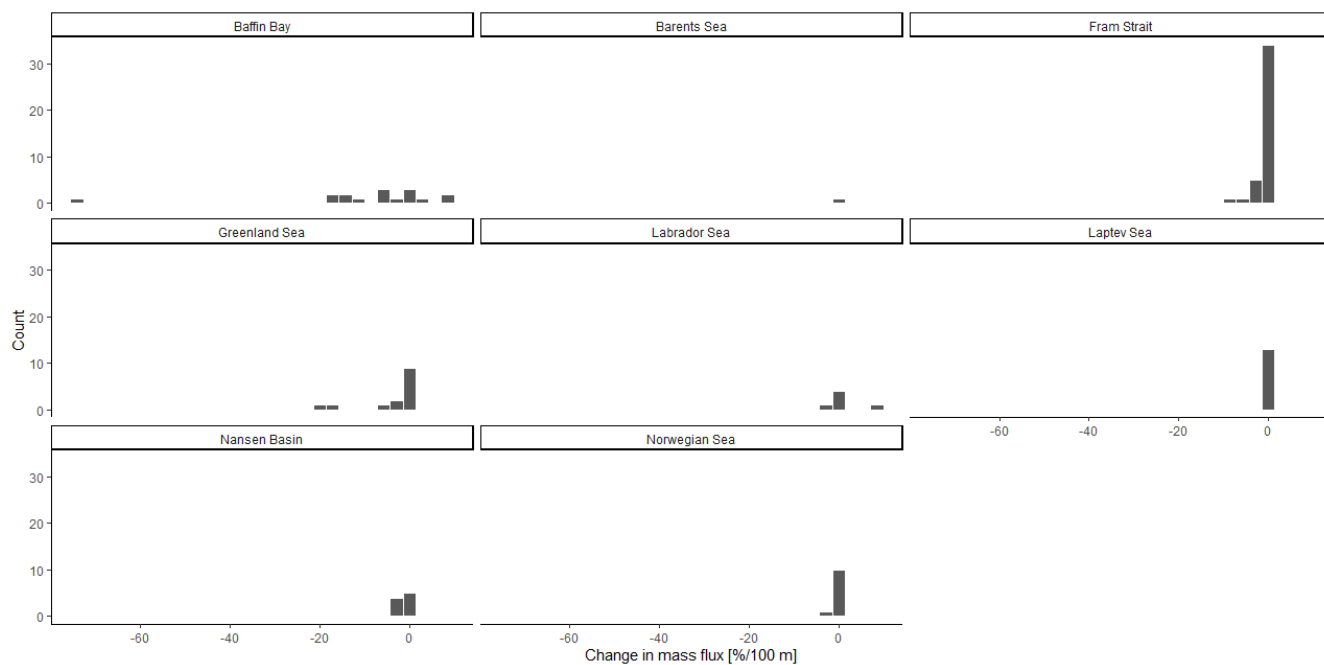 Baffin Bay Barents Sea Fram Strait
30
20
10
0
Greenland Sea Labrador Sea Laptev Sea
30
20
10
0
-60 -40 -20 0
Nansen Basin Norwegian Sea
30
20
10
0
-60 -40 -20 0 -60 -40 -20 0
Count
Change in mass flux [%/100 m]